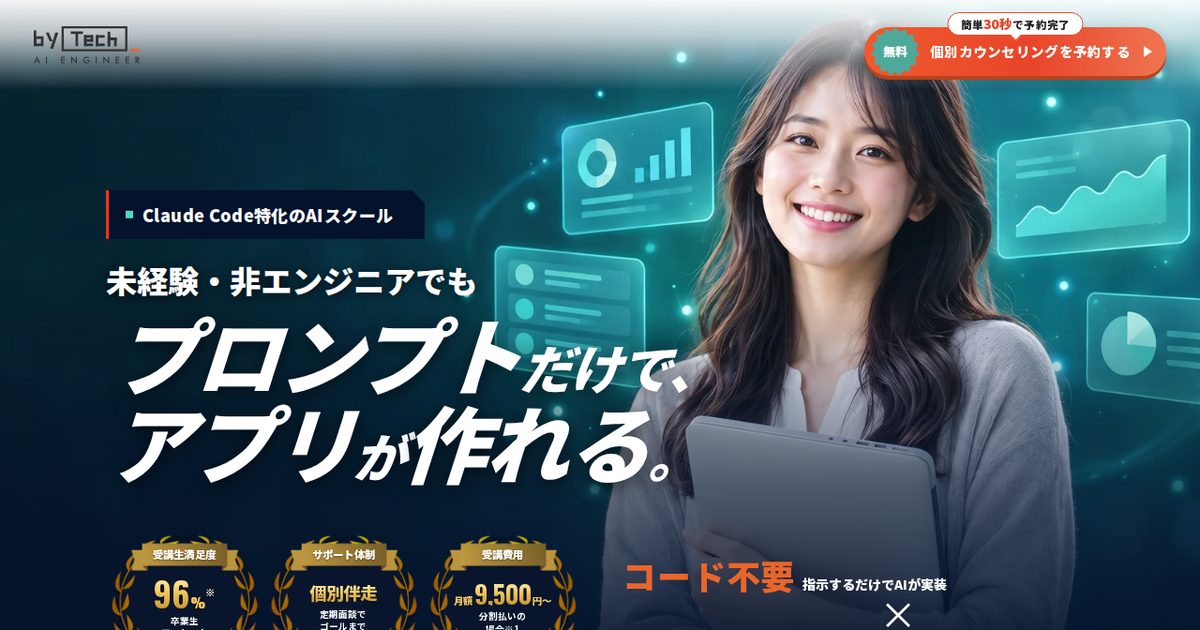 by Tech_
AI ENGINEER
簡単30秒で予約完了
無料
個別カウンセリングを予約する
Claude Code特化のAIスクール
未経験・非エンジニアでも
プロンプトだけで、
アプリが作れる。
受講生満足度
96%※
卒業生
サポート体制
個別伴走
定期面談で
ゴールまで
受講費用
月額9,500円〜
分割払いの
場合※1
コード不要 指示するだけでAIが実装